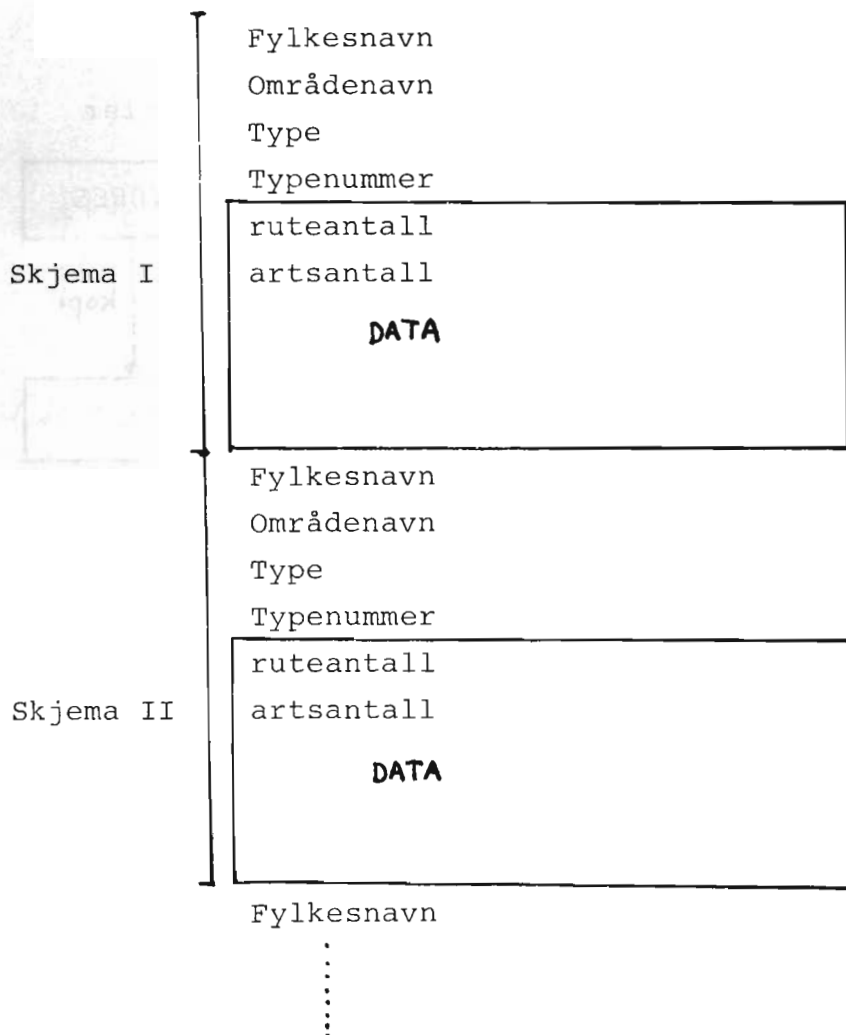 Fylkesnavn
Områdenavn
Type
Typenummer
ruteantall
Skjema I artsantall
DATA
Fylkesnavn
Områdenavn
Type
Typenummer
ruteantall
Skjema II artsantall
DATA
Fylkesnavn